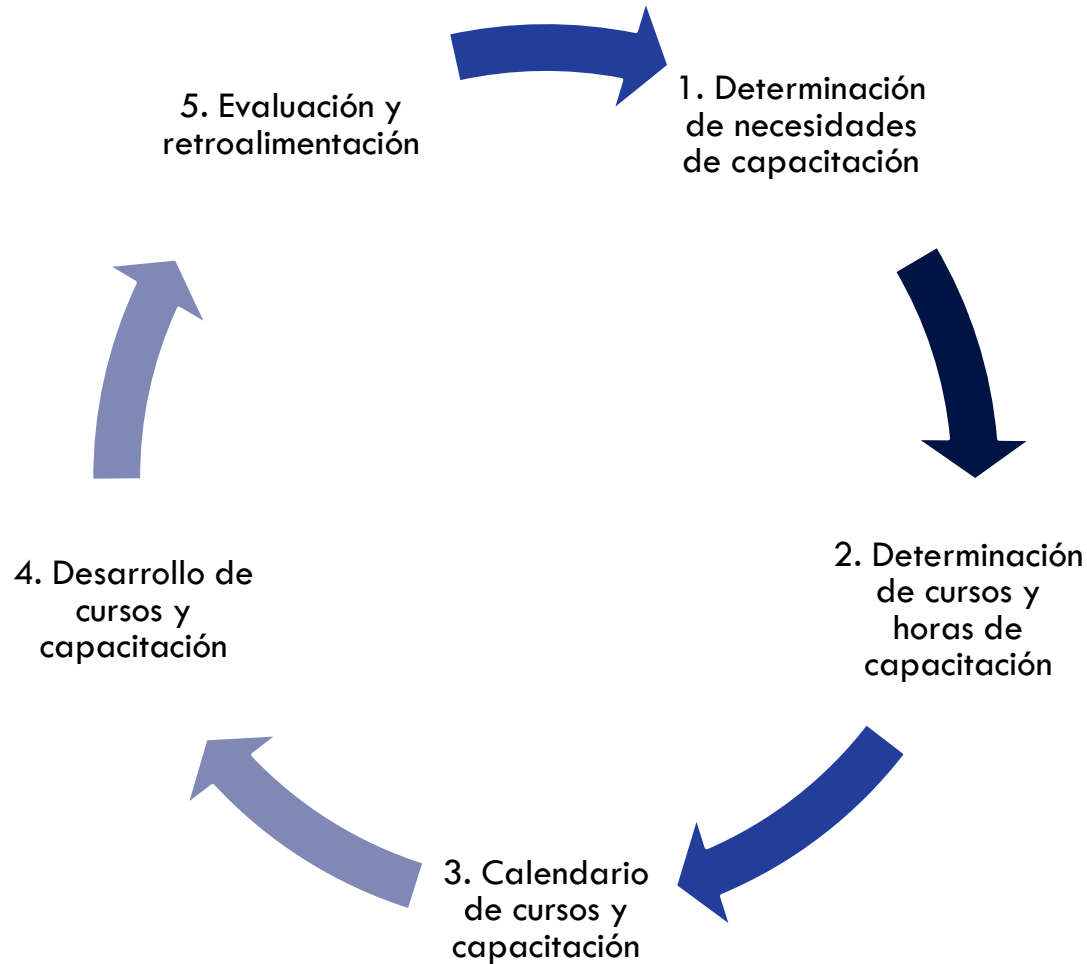 1. Determinación
de necesidades
de capacitación
2. Determinación
de cursos y
horas de
capacitación
3. Calendario
de cursos y
capacitación
4. Desarrollo de
cursos y
capacitación
5. Evaluación y
retroalimentación